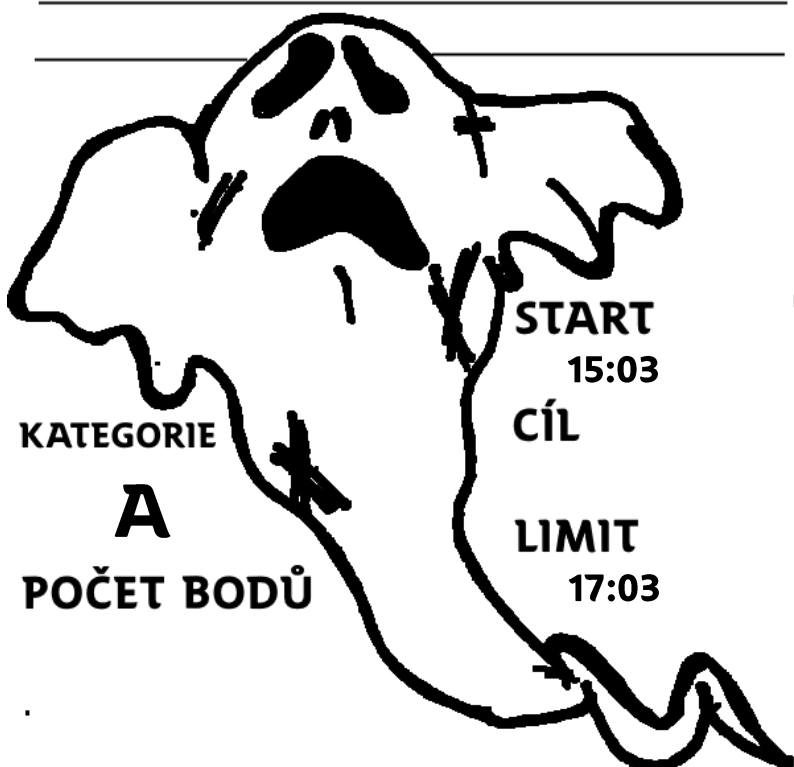 START
15:03
CÍL
KATEGORIE
A
LIMIT
17:03
POČET BODŮ